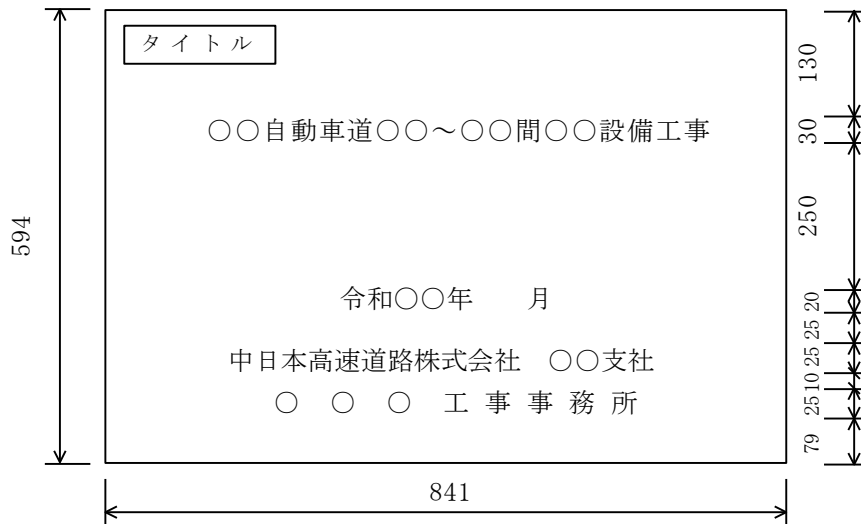 タイトル
○○自動車道○○~○○間○○設備工事
令和○○年　　月
中日本高速道路株式会社　○○支社
○　○　○　工 事 事 務 所
594
841
130
30
250
20
25
25
10
25
79